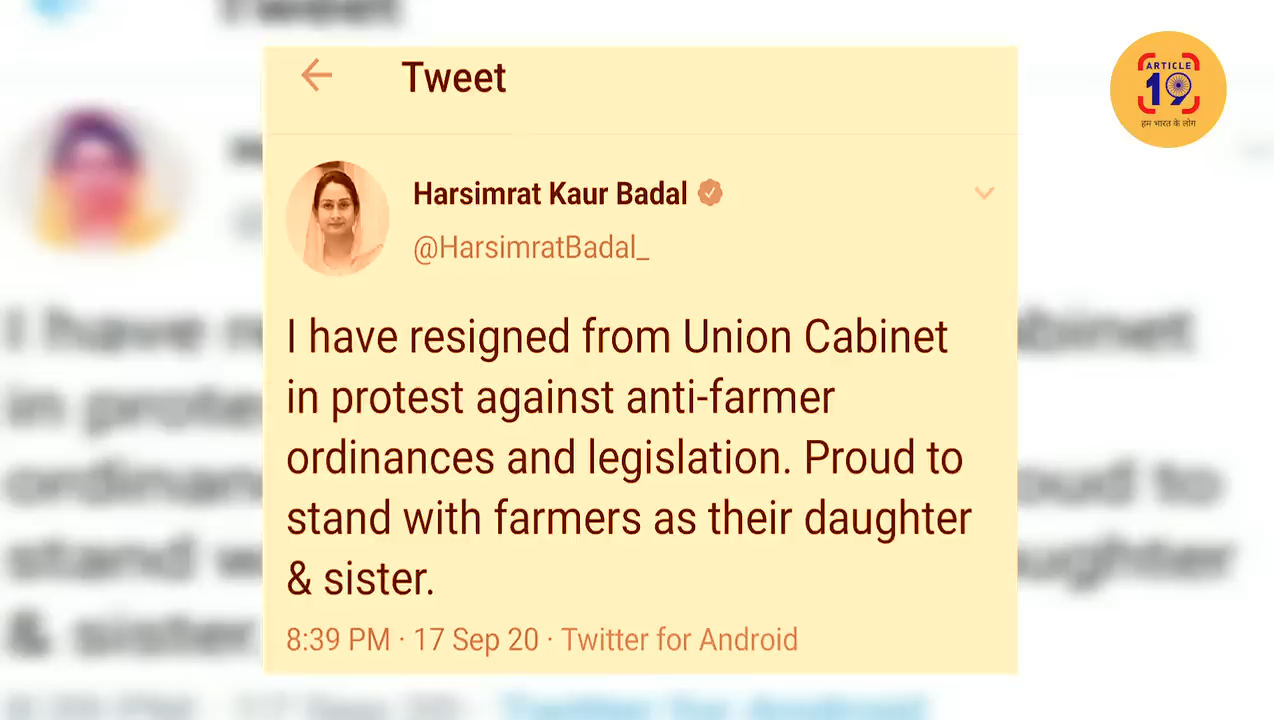 Tweet
ARTICLE
19
हम भारत के लोग
Tweet
Harsimrat Kaur Badal
@HarsimratBadal_
I have resigned from Union Cabinet
in protest against anti-farmer
ordinances and legislation. Proud to
stand with farmers as their daughter
& sister.
8:39 PM · 17 Sep 20 · Twitter for Android